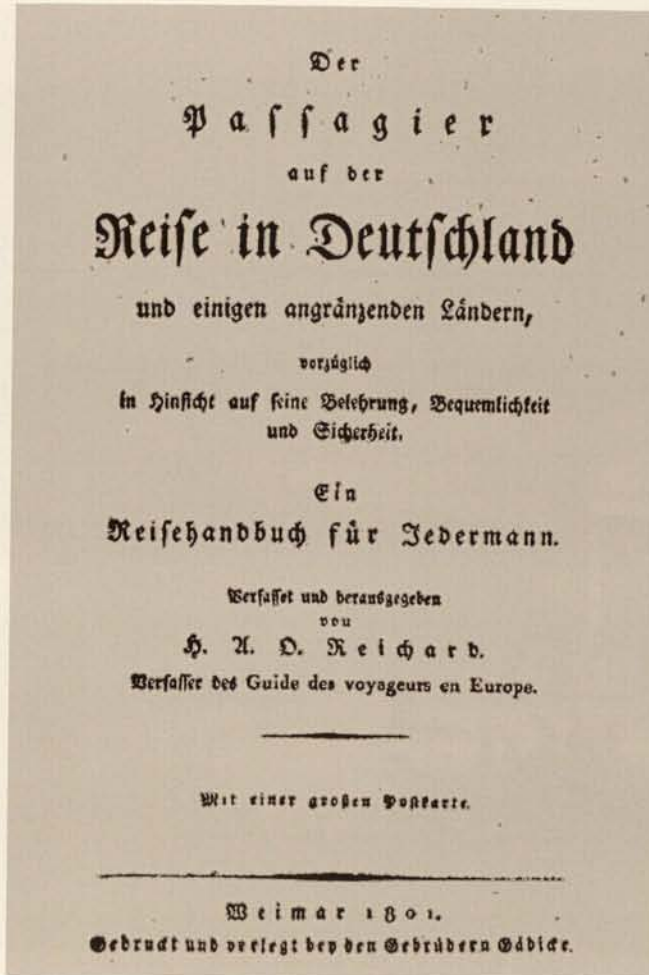 Der
Passagier
auf der
Reise in Deutschland
und einigen angränzenden Ländern,
vorzüglich
in Hinsicht auf seine Belehrung, Bequemlichkeit
und Sicherheit.
Ein
Reisehandbuch für Jedermann.
Verfasset und herausgegeben
von
H. A. O. Reichard.
Verfasser des Guide des voyageurs en Europe.
Mit einer großen Postkarte.
Weimar 1801.
Gedruckt und verlegt bey den Gebrüdern Gädicke.